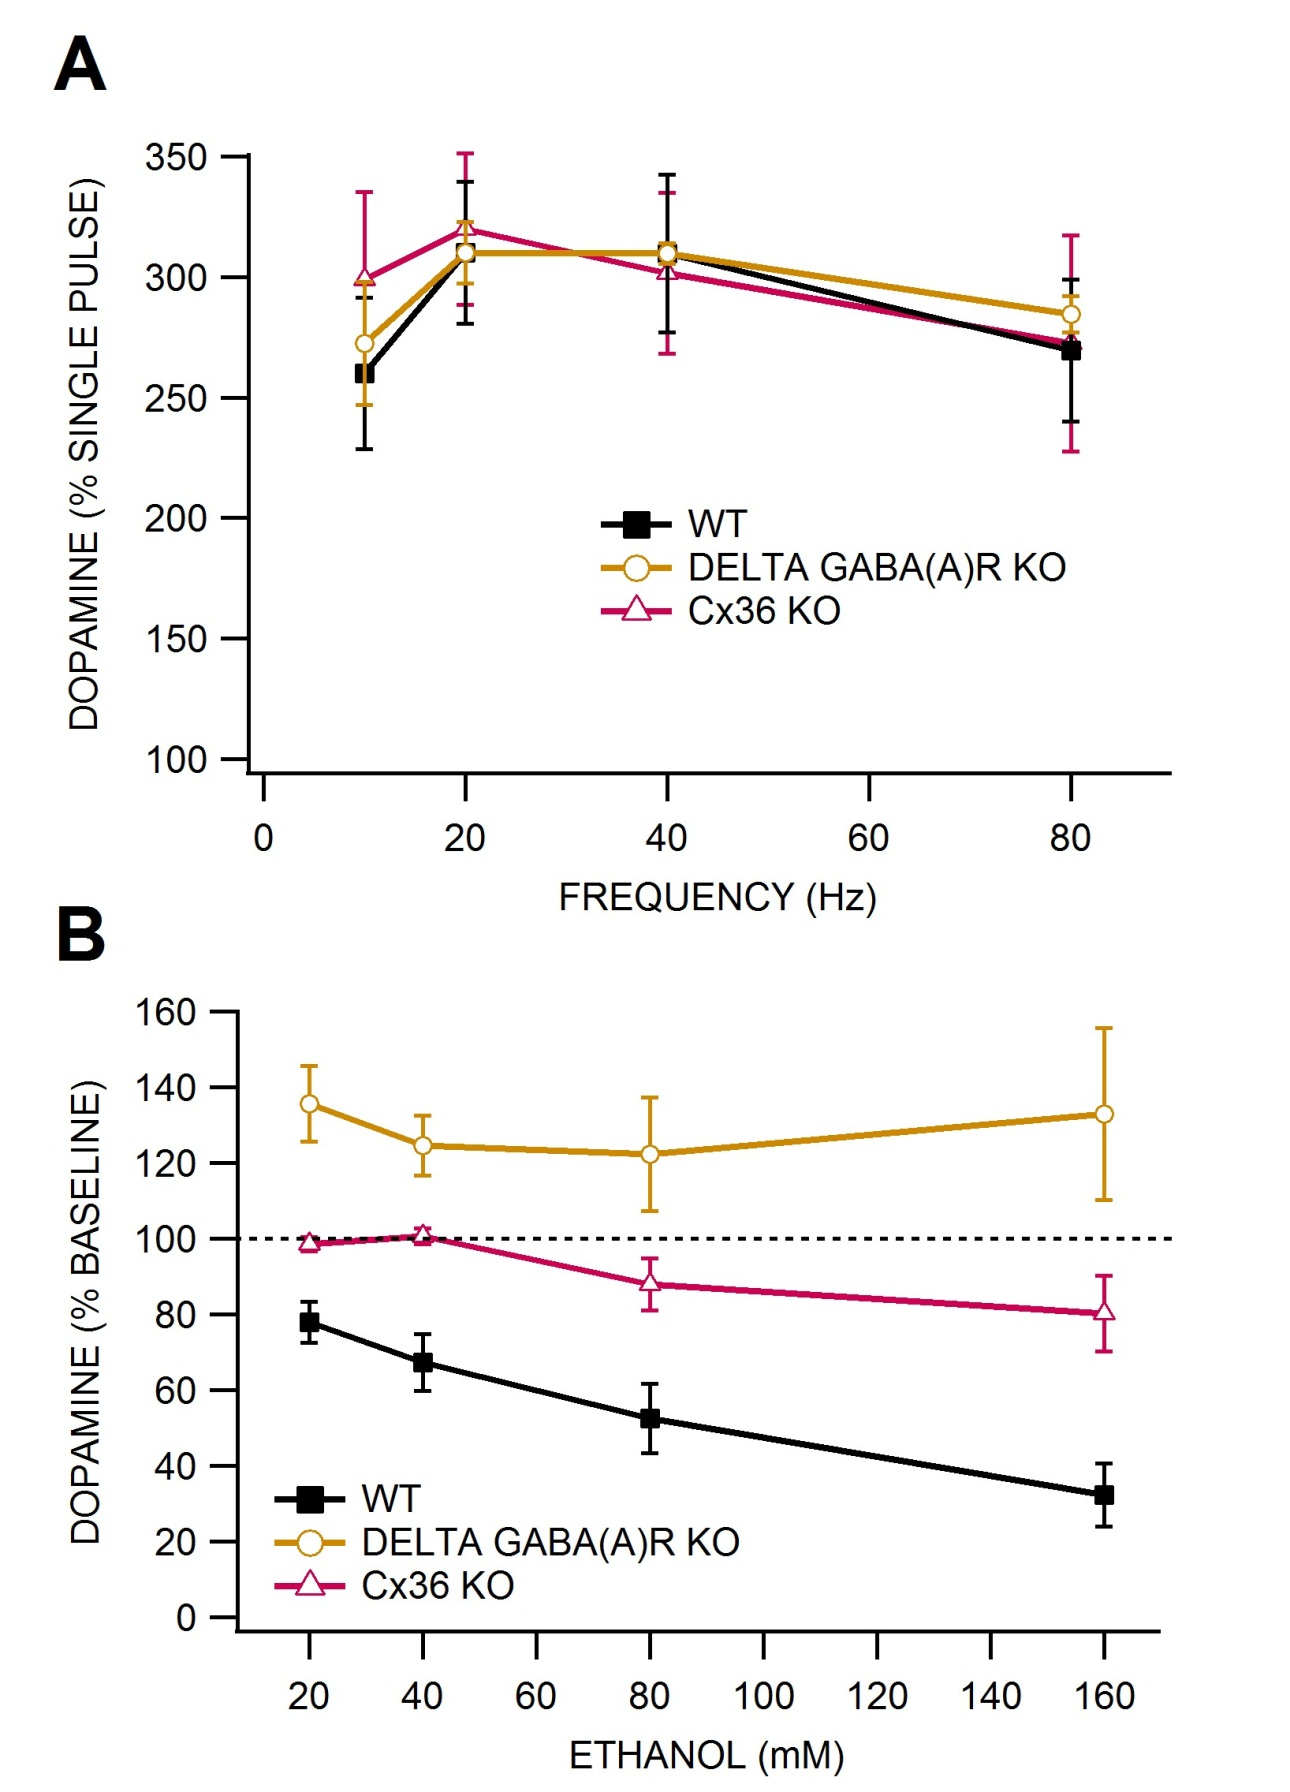 A
DOPAMINE (% SINGLE PULSE)
350
300
250
200
150
100
WT
DELTA GABA(A)R KO
Cx36 KO
0 20 40 60 80
FREQUENCY (Hz)
B
DOPAMINE (% BASELINE)
160
140
120
100
80
60
40
20
0
WT
DELTA GABA(A)R KO
Cx36 KO
20 40 60 80 100 120 140 160
ETHANOL (mM)